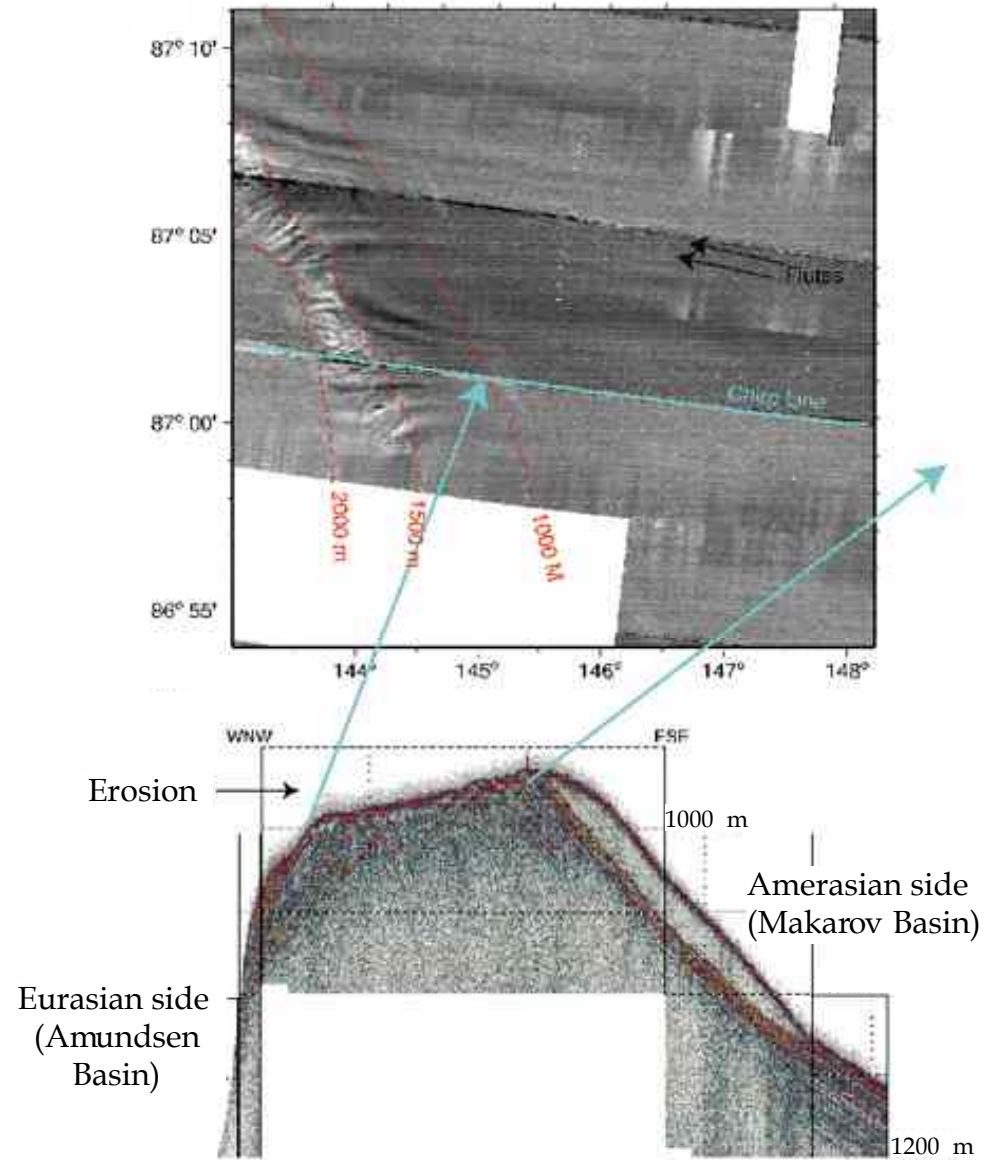 87° 10'
87° 05'
Flutes
Chirp line
87° 00'
2000 m
1500 m
1000 M
86° 55'
144°
145°
146°
147°
148°
WNW
ESE
Erosion
1000 m
Amerasian side
(Makarov Basin)
Eurasian side
(Amundsen
Basin)
1200 m